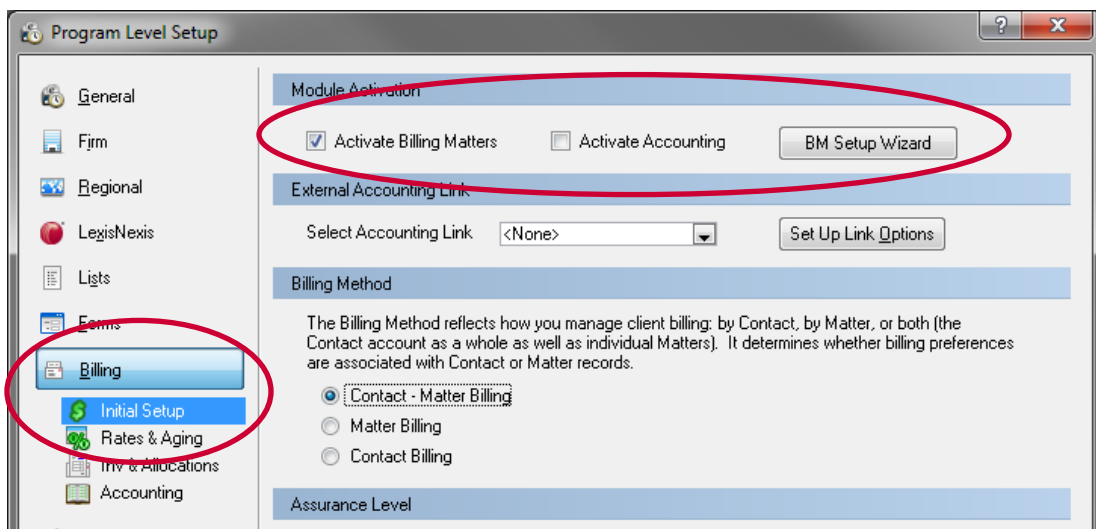 Program Level Setup
General
Firm
Regional
LexisNexis
Lists
Forms
Billing
Initial Setup
Rates & Aging
Inv & Allocations
Accounting
Module Activation
Activate Billing Matters
Activate Accounting
BM Setup Wizard
External Accounting Link
Select Accounting Link
<None>
Set Up Link Options
Billing Method
The Billing Method reflects how you manage client billing: by Contact, by Matter, or both (the
Contact account as a whole as well as individual Matters). It determines whether billing preferences
are associated with Contact or Matter records.
Contact - Matter Billing
Matter Billing
Contact Billing
Assurance Level